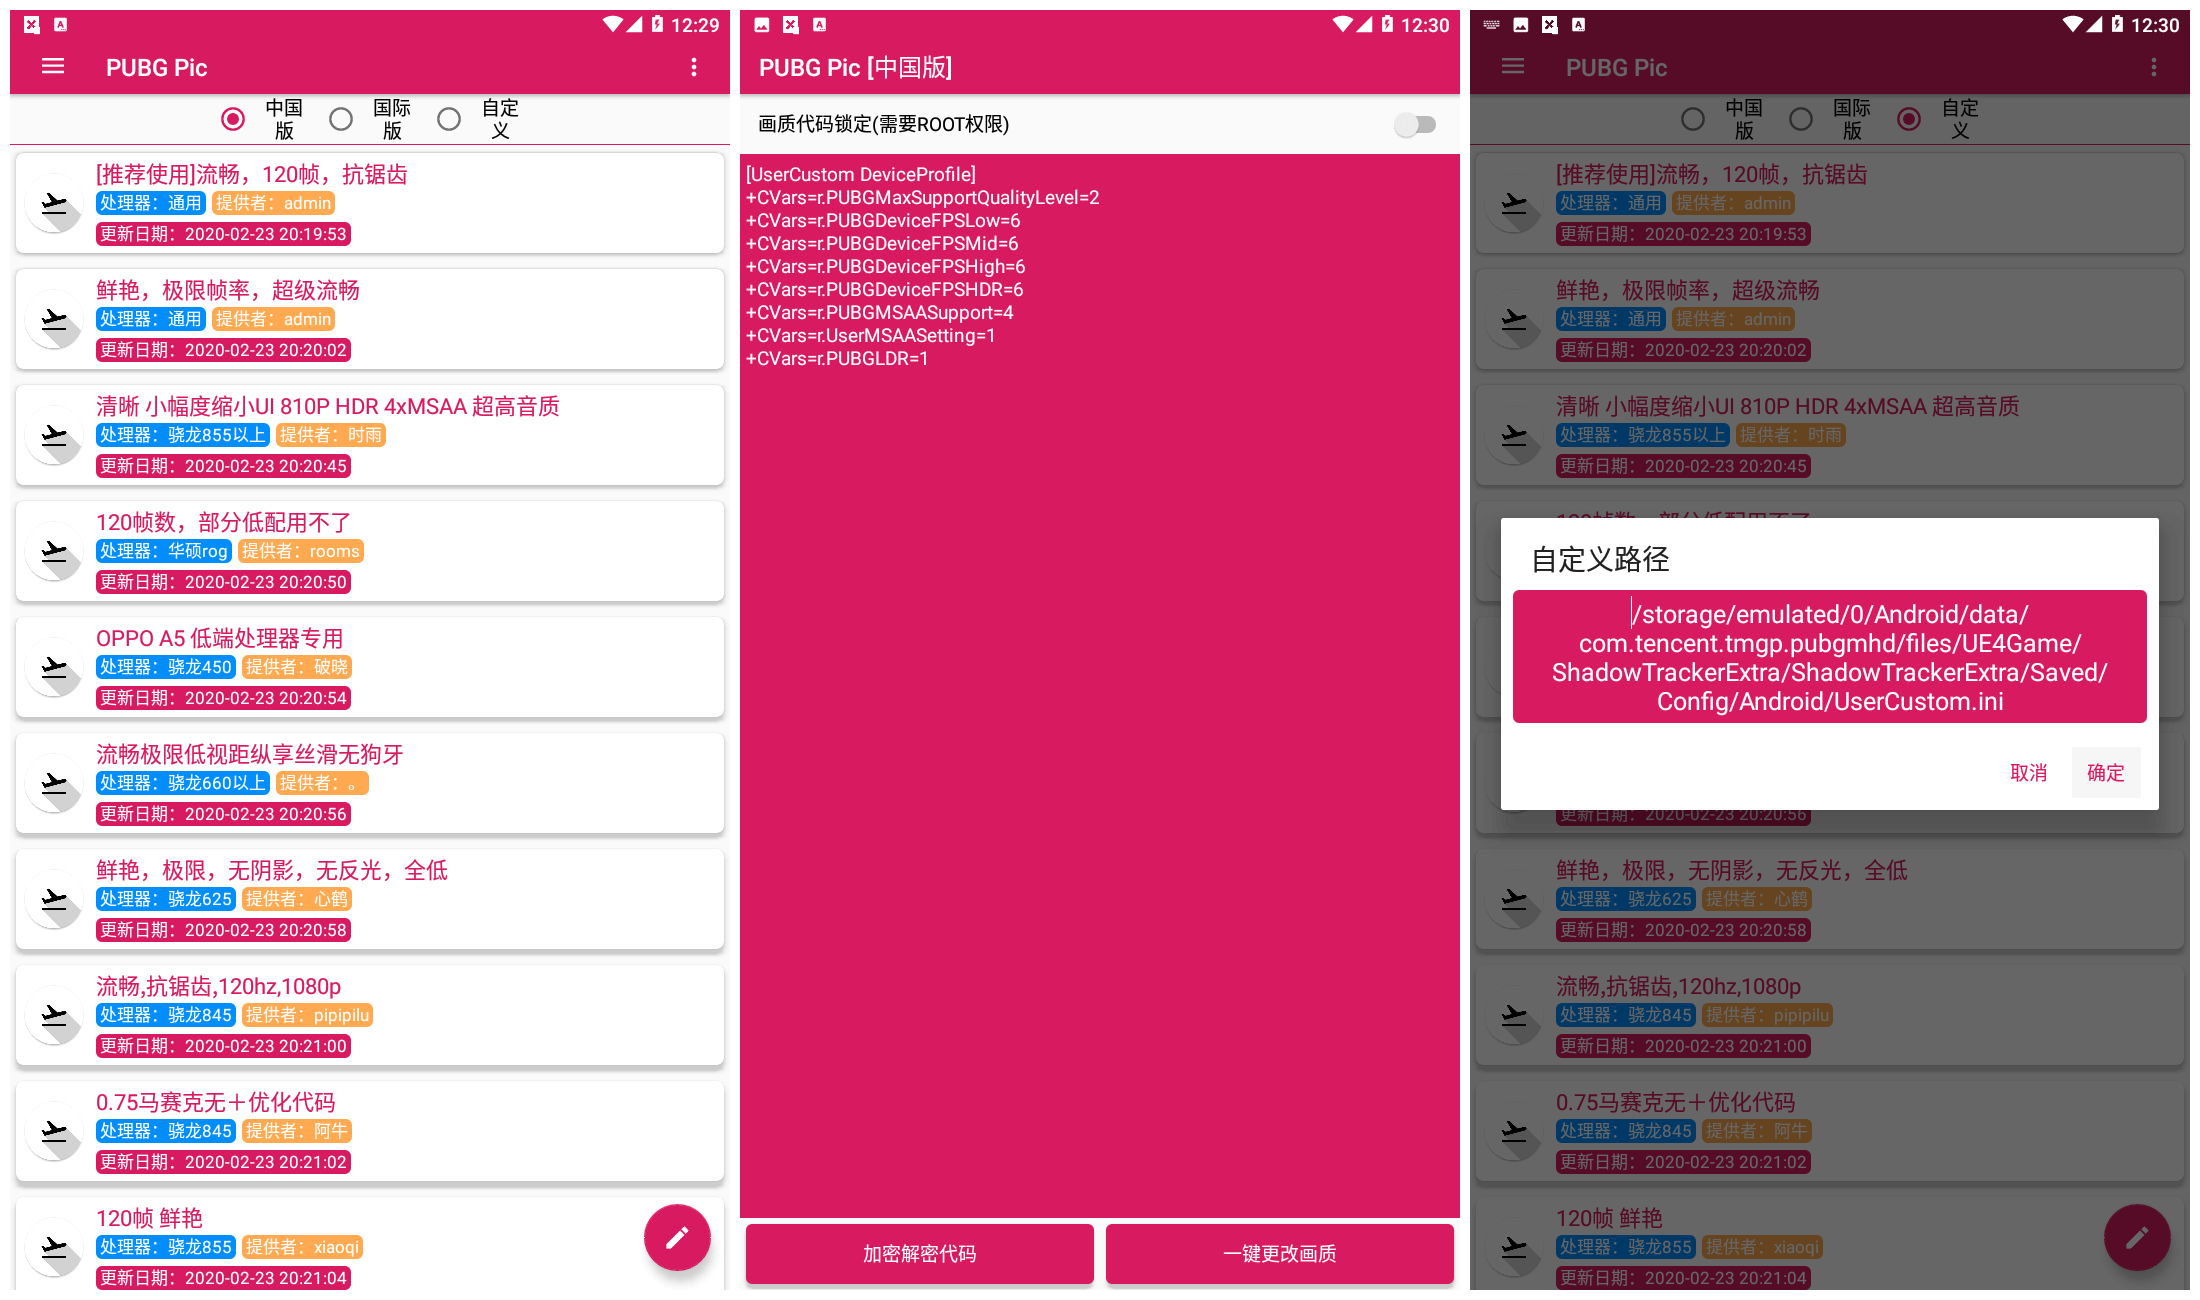 12:29
PUBG Pic
中国版
国际版
自定义
[推荐使用]流畅，120帧，抗锯齿
处理器：通用 提供者：admin
更新日期：2020-02-23 20:19:53
鲜艳，极限帧率，超级流畅
处理器：通用 提供者：admin
更新日期：2020-02-23 20:20:02
清晰 小幅度缩小UI 810P HDR 4xMSAA 超高音质
处理器：骁龙855以上 提供者：时雨
更新日期：2020-02-23 20:20:45
120帧数，部分低配用不了
处理器：华硕rog 提供者：rooms
更新日期：2020-02-23 20:20:50
OPPO A5 低端处理器专用
处理器：骁龙450 提供者：破晓
更新日期：2020-02-23 20:20:54
流畅极限低视距纵享丝滑无狗牙
处理器：骁龙660以上 提供者：。
更新日期：2020-02-23 20:20:56
鲜艳，极限，无阴影，无反光，全低
处理器：骁龙625 提供者：心鹤
更新日期：2020-02-23 20:20:58
流畅,抗锯齿,120hz,1080p
处理器：骁龙845 提供者：pipipilu
更新日期：2020-02-23 20:21:00
0.75马赛克无＋优化代码
处理器：骁龙845 提供者：阿牛
更新日期：2020-02-23 20:21:02
120帧 鲜艳
处理器：骁龙855 提供者：xiaoqi
更新日期：2020-02-23 20:21:04
12:30
PUBG Pic [中国版]
画质代码锁定(需要ROOT权限)
[UserCustom DeviceProfile]
+CVars=r.PUBGMaxSupportQualityLevel=2
+CVars=r.PUBGDeviceFPSLow=6
+CVars=r.PUBGDeviceFPSMid=6
+CVars=r.PUBGDeviceFPSHigh=6
+CVars=r.PUBGDeviceFPSHDR=6
+CVars=r.PUBGMSAASupport=4
+CVars=r.UserMSAASetting=1
+CVars=r.PUBGLDR=1
加密解密代码
一键更改画质
12:30
PUBG Pic
中国版
国际版
自定义
[推荐使用]流畅，120帧，抗锯齿
处理器：通用 提供者：admin
更新日期：2020-02-23 20:19:53
鲜艳，极限帧率，超级流畅
处理器：通用 提供者：admin
更新日期：2020-02-23 20:20:02
清晰 小幅度缩小UI 810P HDR 4xMSAA 超高音质
处理器：骁龙855以上 提供者：时雨
更新日期：2020-02-23 20:20:45
自定义路径
/storage/emulated/0/Android/data/
com.tencent.tmgp.pubgmhd/files/UE4Game/
ShadowTrackerExtra/ShadowTrackerExtra/Saved/
Config/Android/UserCustom.ini
取消
确定
更新日期：2020-02-23 20:20:56
鲜艳，极限，无阴影，无反光，全低
处理器：骁龙625 提供者：心鹤
更新日期：2020-02-23 20:20:58
流畅,抗锯齿,120hz,1080p
处理器：骁龙845 提供者：pipipilu
更新日期：2020-02-23 20:21:00
0.75马赛克无＋优化代码
处理器：骁龙845 提供者：阿牛
更新日期：2020-02-23 20:21:02
120帧 鲜艳
处理器：骁龙855 提供者：xiaoqi
更新日期：2020-02-23 20:21:04